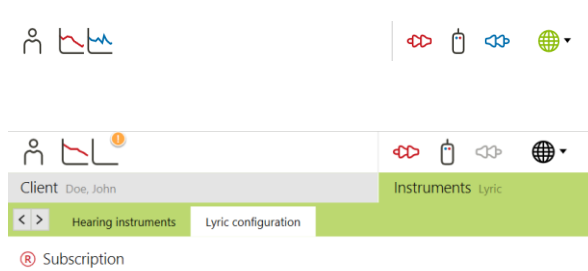 !
Client Doe, John
Instruments Lyric
< >
Hearing instruments
Lyric configuration
R Subscription